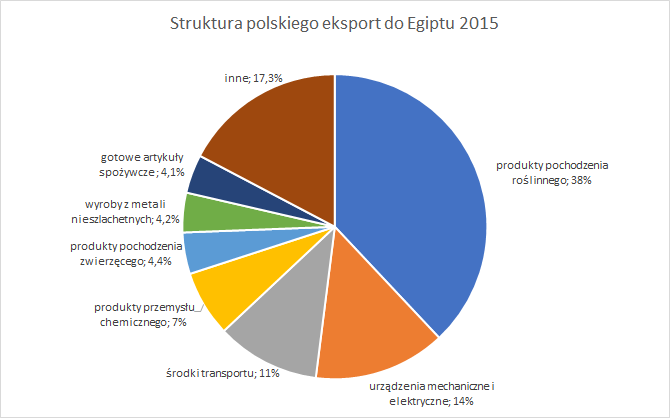 Struktura polskiego eksport do Egiptu 2015
inne; 17,3%
gotowe artykuły
spożywcze; 4,1%
wyroby z metali
nieszlachetnych; 4,2%
produkty pochodzenia
zwierzęcego; 4,4%
produkty przemysłu
chemicznego; 7%
środki transportu; 11%
urządzenia mechaniczne i
elektryczne; 14%
produkty pochodzenia
roślinnego; 38%